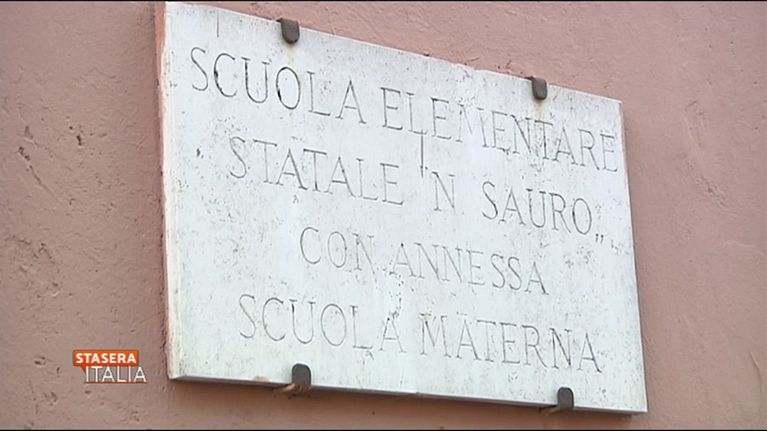 SCUOLA ELEMENTARE
STATALE "N. SAURO„
CON ANNESSA
SCUOLA MATERNA
STASERA
ITALIA